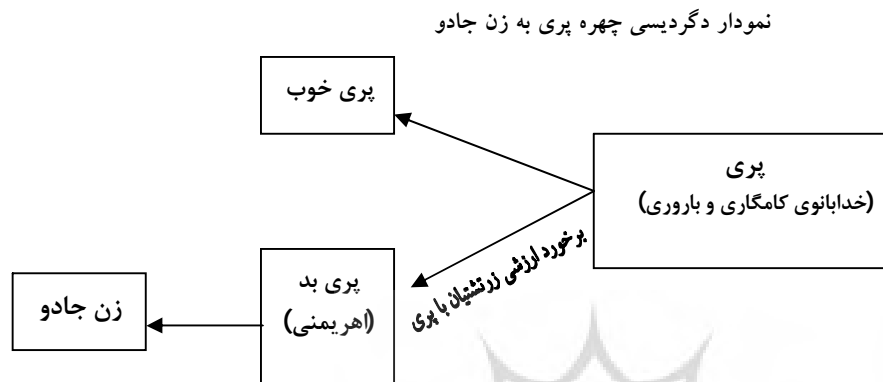 نمودار دگردیسی چهره پری به زن جادو
پری خوب
پری
(خدابانوی کامگاری و باروری)
برخورد ارزشی زرتشتیان با پری
پری بد
(اهریمنی)
زن جادو